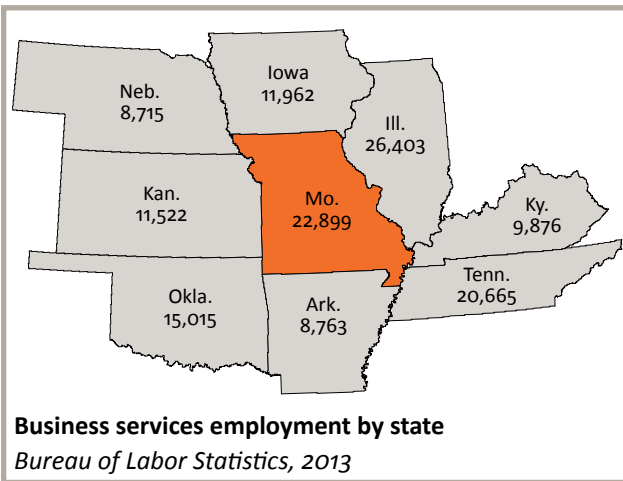 Iowa
11,962
Neb.
8,715
Ill.
26,403
Kan.
11,522
Mo.
22,899
Ky.
9,876
Tenn.
20,665
Okla.
15,015
Ark.
8,763
Business services employment by state
Bureau of Labor Statistics, 2013